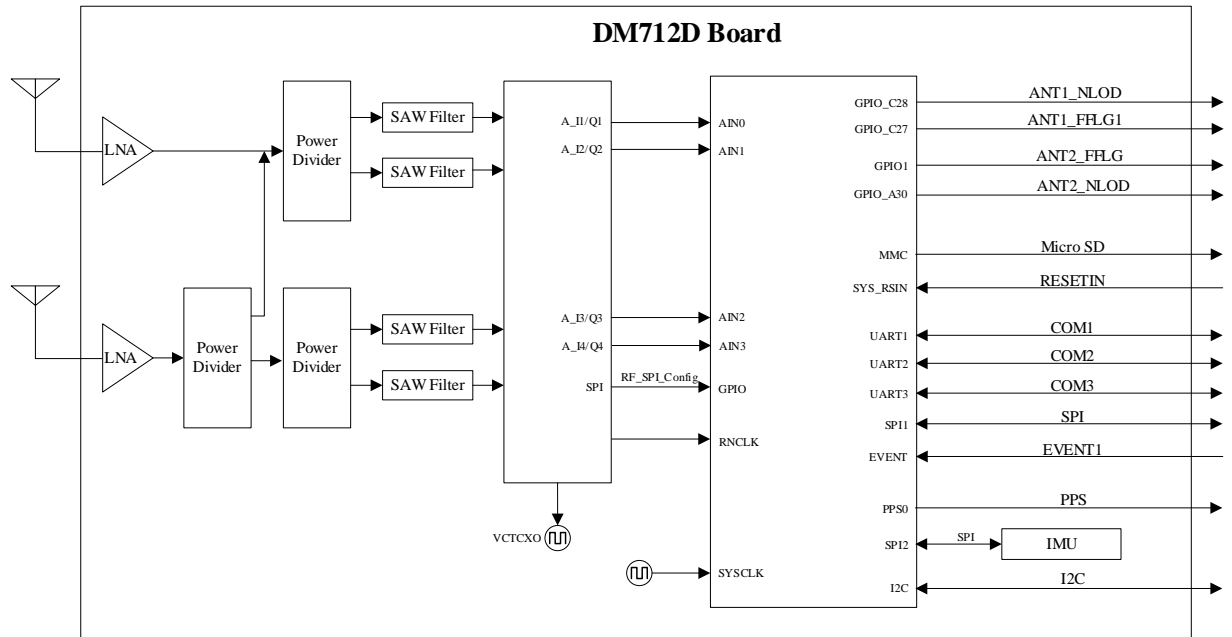 DM712D Board
LNA
Power
Divider
SAW Filter
SAW Filter
LNA
Power
Divider
Power
Divider
SAW Filter
SAW Filter
A_I1/Q1
A_I2/Q2
A_I3/Q3
A_I4/Q4
SPI
RF_SPI_Config
VCTCXO
AIN0
AIN1
AIN2
AIN3
GPIO
RNCLK
SYSCLK
GPIO_C28
ANT1_NLOD
GPIO_C27
ANT1_FFLG1
GPIO1
ANT2_FFLG
GPIO_A30
ANT2_NLOD
MMC
Micro SD
SYS_RSIN
RESETIN
UART1
COM1
UART2
COM2
UART3
COM3
SPI1
SPI
EVENT
EVENT1
PPS0
PPS
SPI2
SPI
IMU
I2C
I2C